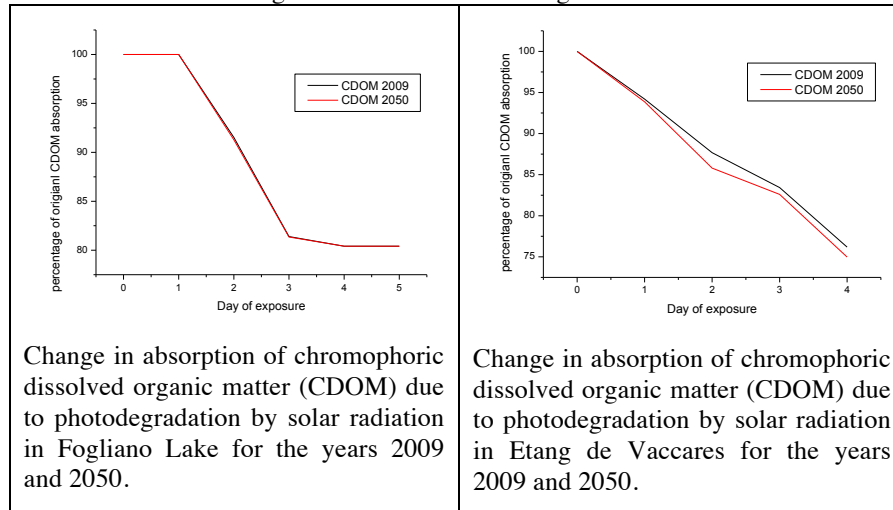 100
95
90
85
80
0 1 2 3 4 5
percentage of origianl CDOM absorption
Day of exposure
CDOM 2009
CDOM 2050
Change in absorption of chromophoric
dissolved organic matter (CDOM) due
to photodegradation by solar radiation
in Fogliano Lake for the years 2009
and 2050.
100
95
90
85
80
75
0 1 2 3 4
percentage of origianl CDOM absorption
Day of exposure
CDOM 2009
CDOM 2050
Change in absorption of chromophoric
dissolved organic matter (CDOM) due
to photodegradation by solar radiation
in Etang de Vaccares for the years
2009 and 2050.